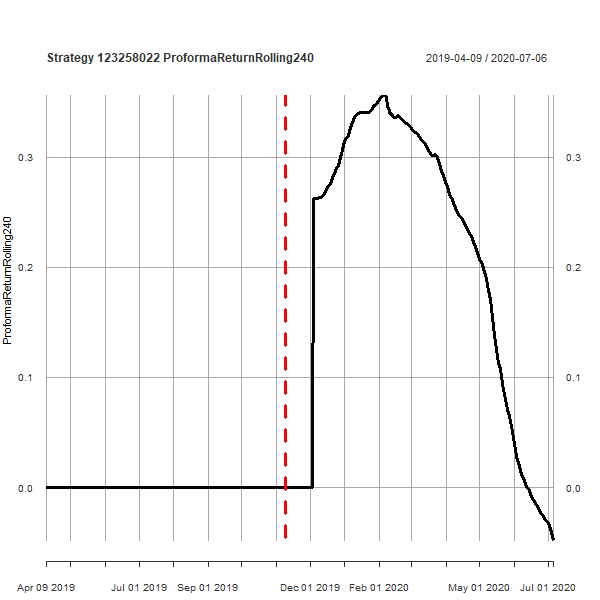 Strategy 123258022 ProformaReturnRolling240
2019-04-09 / 2020-07-06
ProformaReturnRolling240
0.3
0.3
0.2
0.2
0.1
0.1
0.0
0.0
Apr 09 2019
Jul 01 2019
Sep 01 2019
Dec 01 2019
Feb 01 2020
May 01 2020
Jul 01 2020